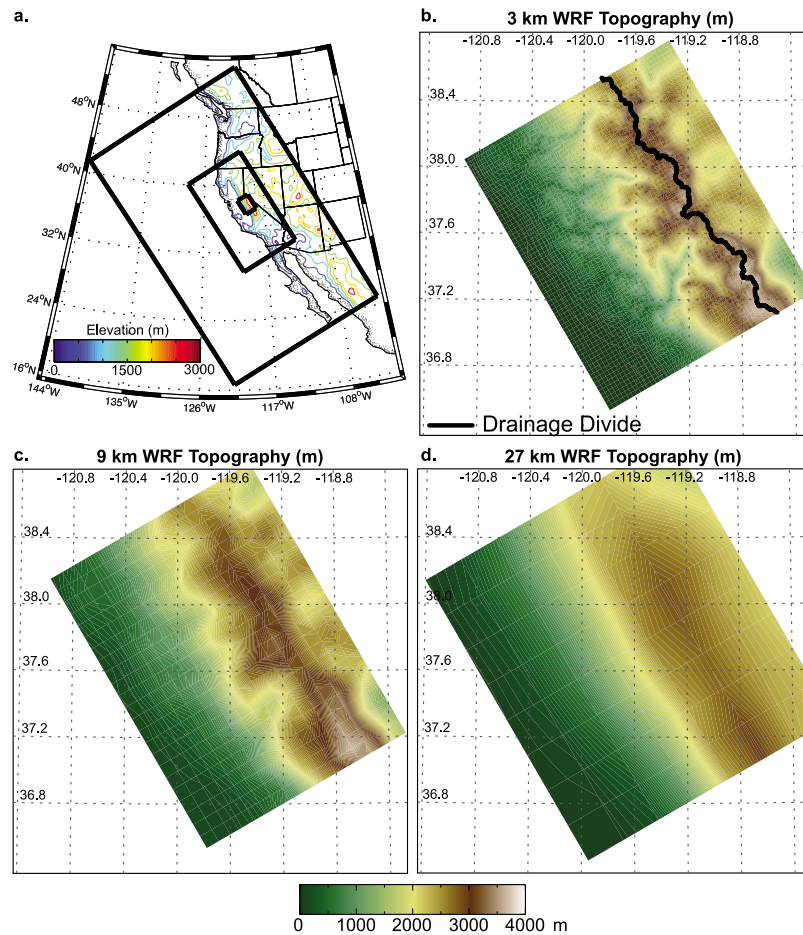 a.
48°N
40°N
32°N
24°N
16°N
144°W
135°W
126°W
117°W
108°W
Elevation (m)
0 1500 3000
b. 3 km WRF Topography (m)
-120.8 -120.4 -119.6 -119.2 -118.8
38.4
38.0
37.6
37.2
36.8
Drainage Divide
c. 9 km WRF Topography (m)
-120.8 -120.4 -120.0 -119.6 -119.2 -118.8
38.4
38.0
37.6
37.2
36.8
d. 27 km WRF Topography (m)
-120.8 -120.4 -120.0 -119.6 -119.2 -118.8
38.4
38.0
37.6
37.2
36.8
0 1000 2000 3000 4000 m